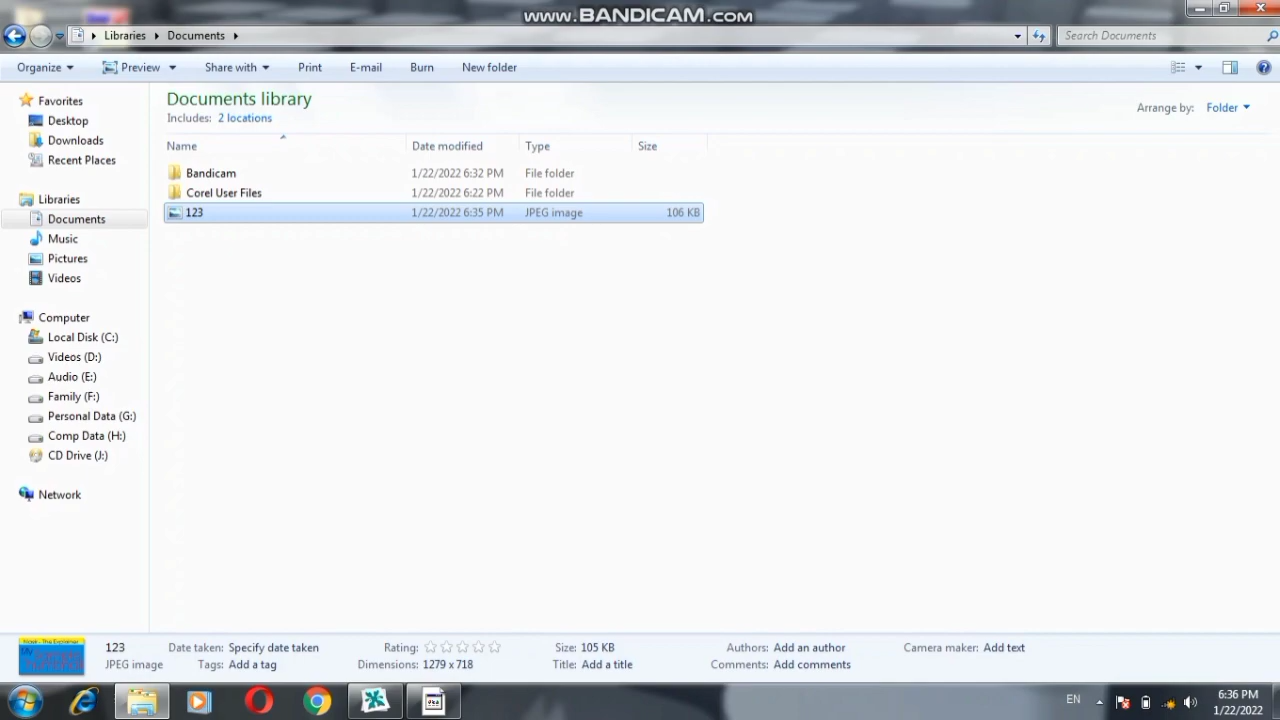 www.BANDICAM.com
Libraries Documents
Search Documents
Organize Preview Share with Print E-mail Burn New folder
Documents library
Includes: 2 locations
Arrange by: Folder
Name Date modified Type Size
Bandicam 1/22/2022 6:32 PM File folder
Corel User Files 1/22/2022 6:22 PM File folder
123 1/22/2022 6:35 PM JPEG image 106 KB
Favorites
Desktop
Downloads
Recent Places
Libraries
Documents
Music
Pictures
Videos
Computer
Local Disk (C:)
Videos (D:)
Audio (E:)
Family (F:)
Personal Data (G:)
Comp Data (H:)
CD Drive (J:)
Network
123 Date taken: Specify date taken Rating: Size: 105 KB Authors: Add an author Camera maker: Add text
JPEG image Tags: Add a tag Dimensions: 1279 x 718 Title: Add a title Comments: Add comments
EN
6:36 PM
1/22/2022